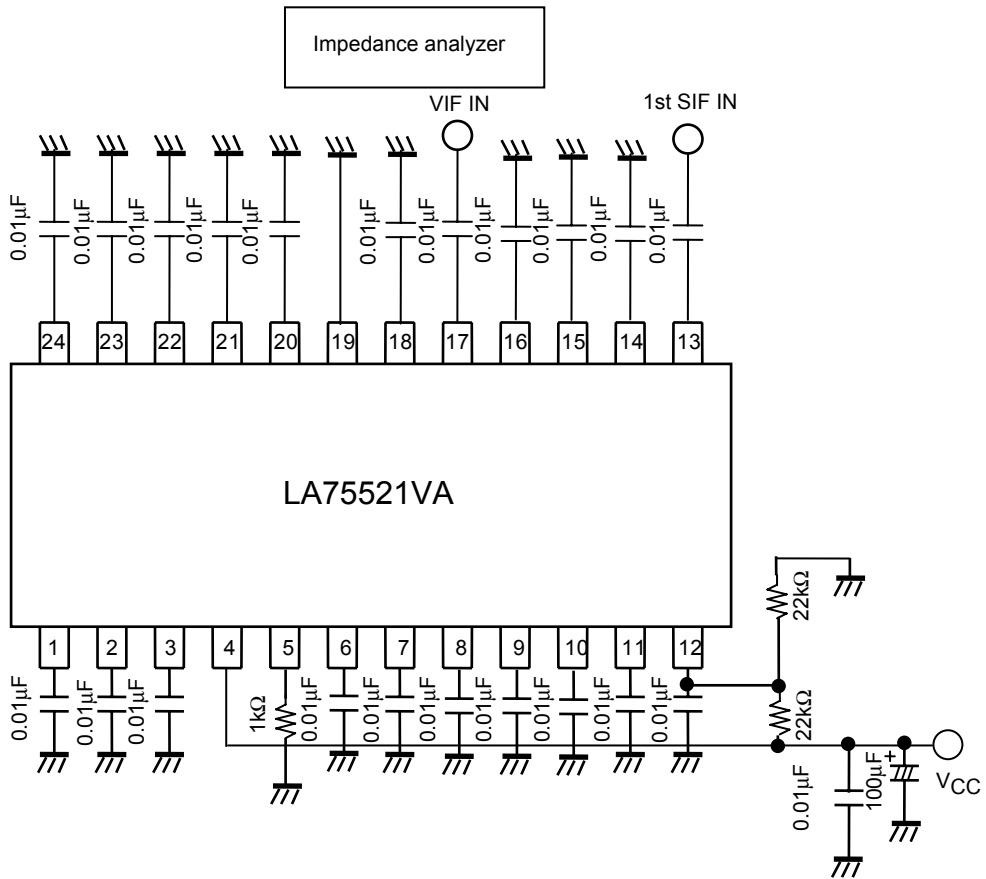 Impedance analyzer
VIF IN
1st SIF IN
0.01µF
0.01µF
0.01µF
0.01µF
0.01µF
0.01µF
0.01µF
0.01µF
0.01µF
0.01µF
0.01µF
24 23 22 21 20 19 18 17 16 15 14 13
LA75521VA
22kΩ
1 2 3 4 5 6 7 8 9 10 11 12
0.01µF
0.01µF
0.01µF
1kΩ
0.01µF
0.01µF
0.01µF
0.01µF
0.01µF
0.01µF
0.01µF
22kΩ
0.01µF
100µF
+
VCC